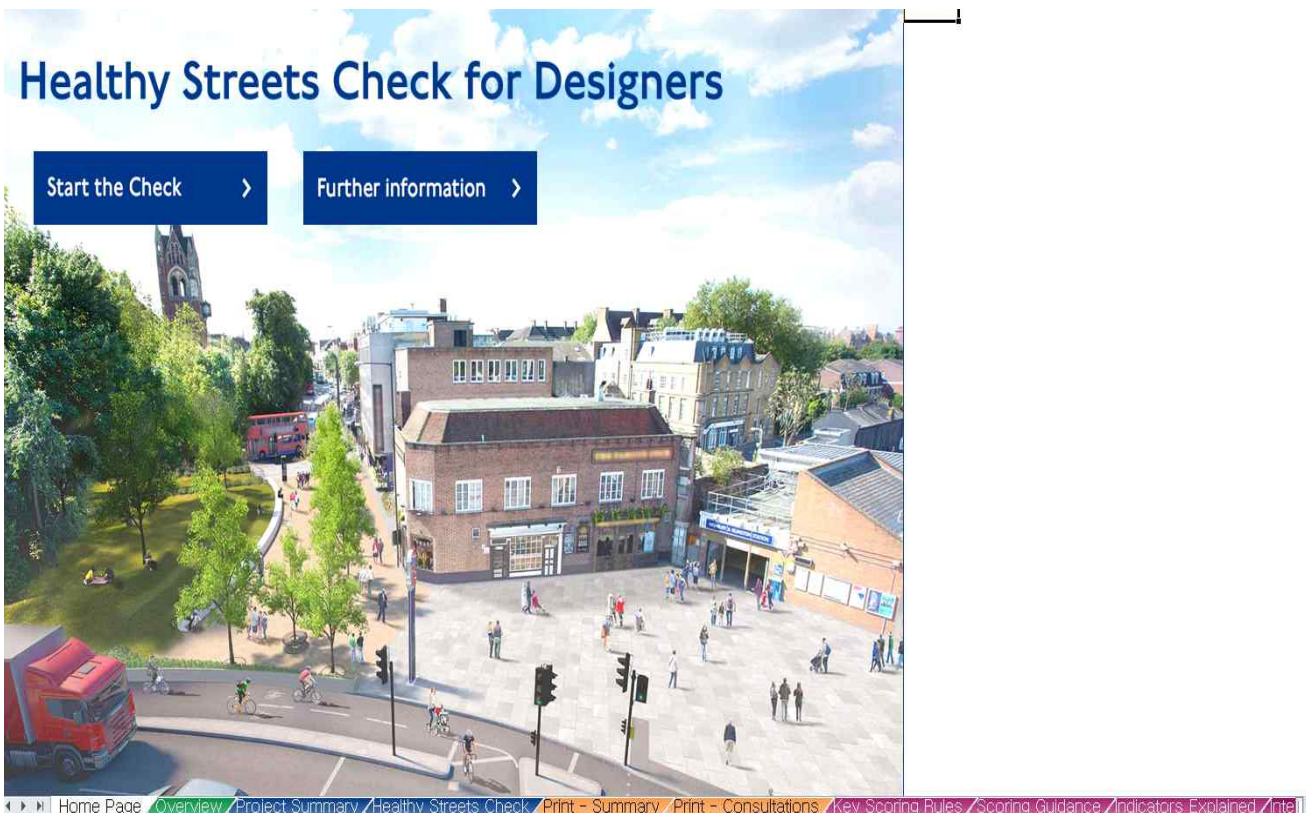 Healthy Streets Check for Designers
Start the Check >
Further information >
Home Page Overview Project Summary Healthy Streets Check Print - Summary Print - Consultations Key Scoring Rules Scoring Guidance Indicators Explained